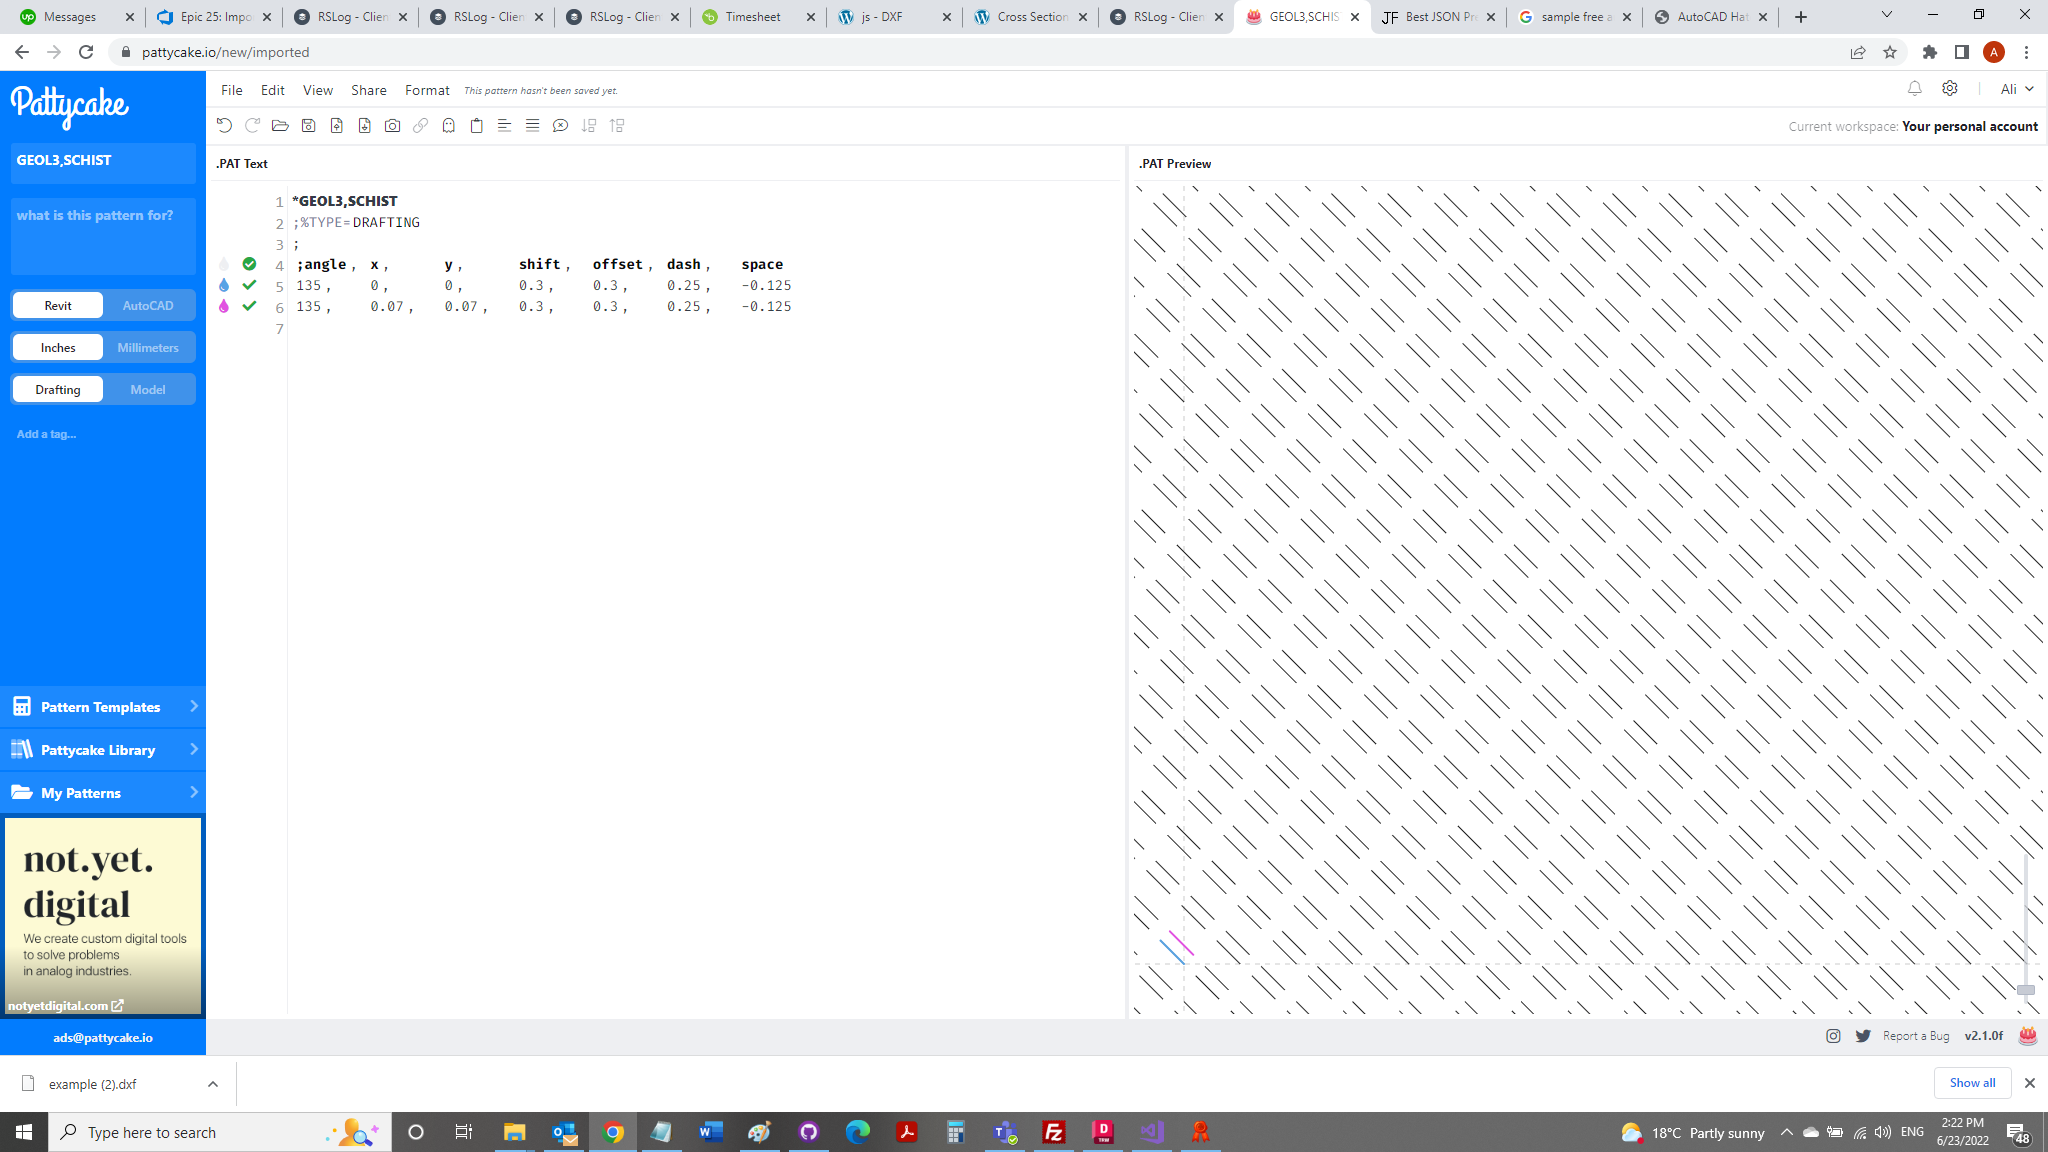 Messages
Epic 25: Impo
RSLog - Clien
RSLog - Clien
RSLog - Clien
Timesheet
js - DXF
Cross Section
RSLog - Clien
GEOL3,SCHIS
JF Best JSON Pr
sample free a
AutoCAD Hat
pattycake.io/new/imported
A
Pattycake
File Edit View Share Format This pattern hasn't been saved yet.
Ali
Current workspace: Your personal account
GEOL3,SCHIST
what is this pattern for?
Revit AutoCAD
Inches Millimeters
Drafting Model
Add a tag...
Pattern Templates
Pattycake Library
My Patterns
not.yet.
digital
We create custom digital tools
to solve problems
in analog industries.
notyetdigital.com
ads@pattycake.io
.PAT Text
1 *GEOL3,SCHIST
2 ;%TYPE=DRAFTING
3 ;
4 ;angle, x, y, shift, offset, dash, space
5 135, 0, 0, 0.3, 0.3, 0.25, -0.125
6 135, 0.07, 0.07, 0.3, 0.3, 0.25, -0.125
7
.PAT Preview
Report a Bug v2.1.0f
example (2).dxf
Show all
Type here to search
18°C Partly sunny
ENG
2:22 PM
6/23/2022
48